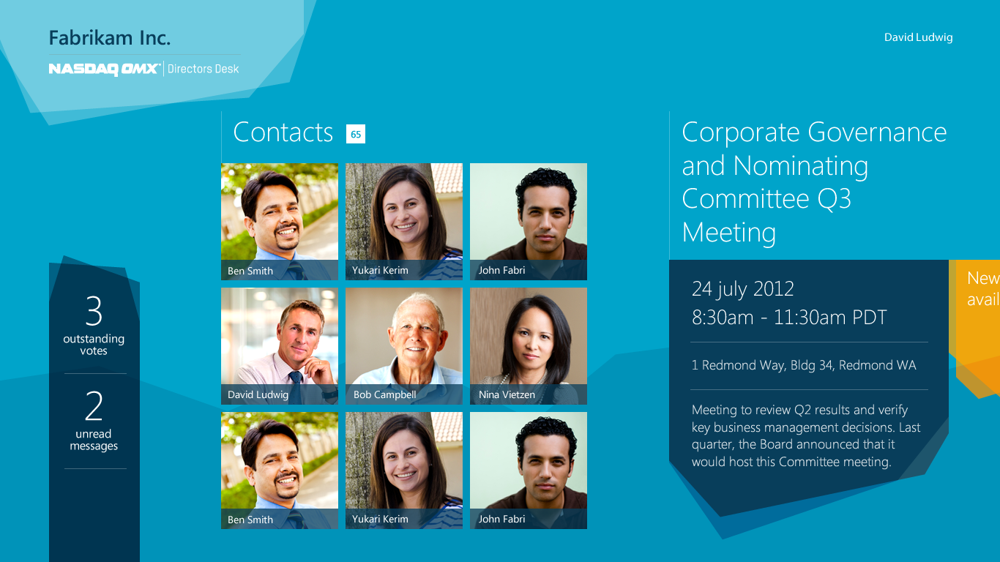 Fabrikam Inc.
NASDAQ OMX® | Directors Desk
David Ludwig
3
outstanding
votes
2
unread
messages
Contacts 65
Ben Smith
Yukari Kerim
John Fabri
David Ludwig
Bob Campbell
Nina Vietzen
Ben Smith
Yukari Kerim
John Fabri
Corporate Governance
and Nominating
Committee Q3
Meeting
24 july 2012
8:30am - 11:30am PDT
1 Redmond Way, Bldg 34, Redmond WA
Meeting to review Q2 results and verify
key business management decisions. Last
quarter, the Board announced that it
would host this Committee meeting.
New
avail